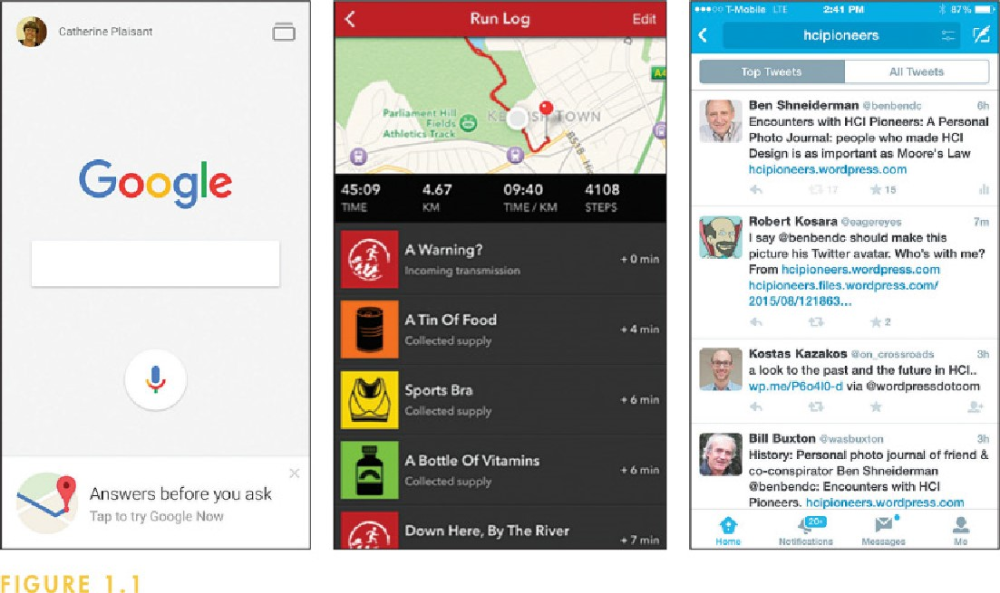 Catherine Plaisant
Google
Answers before you ask
Tap to try Google Now
Run Log
Edit
Parliament Hill
Fields
Athletics Track
TOWN
B518
45:09
TIME
4.67
KM
09:40
TIME / KM
4108
STEPS
A Warning?
Incoming transmission
+ 0 min
A Tin Of Food
Collected supply
+ 4 min
Sports Bra
Collected supply
+ 6 min
A Bottle Of Vitamins
Collected supply
+ 6 min
Down Here, By The River
+ 7 min
T-Mobile LTE 2:41 PM 87%
hcipioneers
Top Tweets All Tweets
Ben Shneiderman @benbendc 6h
Encounters with HCI Pioneers: A Personal
Photo Journal: people who made HCI
Design is as important as Moore's Law
hcipioneers.wordpress.com
17 15
Robert Kosara @eagereyes 7m
I say @benbendc should make this
picture his Twitter avatar. Who's with me?
From hcipioneers.wordpress.com
hcipioneers.files.wordpress.com/
2015/08/121863...
2
Kostas Kazakos @on_crossroads 3h
a look to the past and the future in HCI..
wp.me/P6o4I0-d via @wordpressdotcom
Bill Buxton @wasbuxton 3h
History: Personal photo journal of friend &
co-conspirator Ben Shneiderman
@benbendc: Encounters with HCI
Pioneers. hcipioneers.wordpress.com
20+
Home Notifications Messages Me
FIGURE 1.1